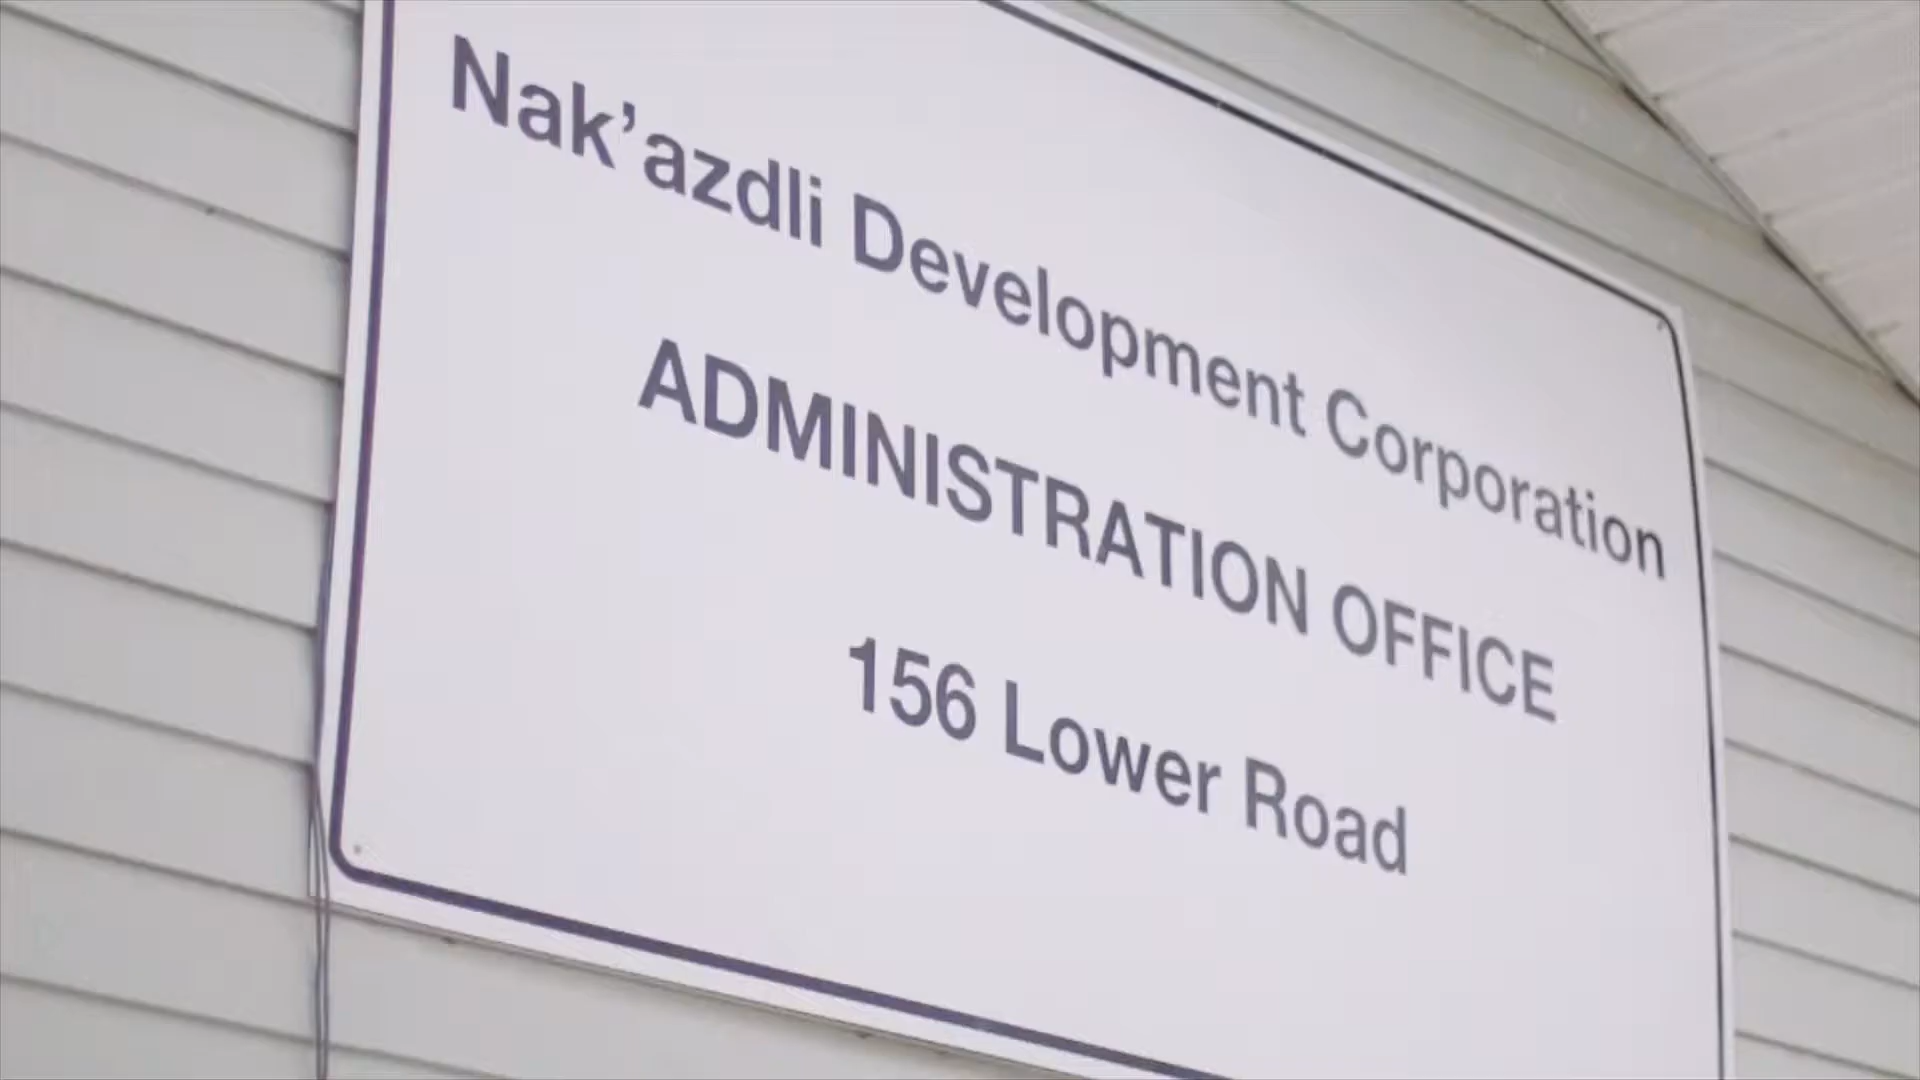 Nak’azdli Development Corporation
ADMINISTRATION OFFICE
156 Lower Road